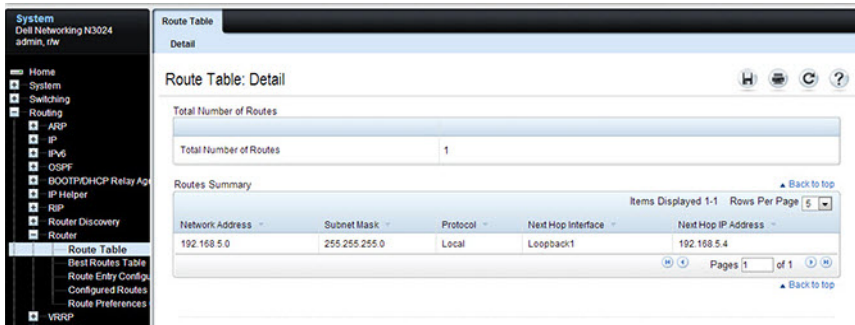 System
Dell Networking N3024
admin, r/w
Home
System
Switching
Routing
ARP
IP
IPv6
OSPF
BOOTP/DHCP Relay Age
IP Helper
RIP
Router Discovery
Router
Route Table
Best Routes Table
Route Entry Configu
Configured Routes
Route Preferences
VRRP
Route Table
Detail
Route Table: Detail
Total Number of Routes
Total Number of Routes 1
Routes Summary Back to top
Items Displayed 1-1 Rows Per Page 5
Network Address Subnet Mask Protocol Next Hop Interface Next Hop IP Address
192.168.5.0 255.255.255.0 Local Loopback1 192.168.5.4
Pages 1 of 1
Back to top